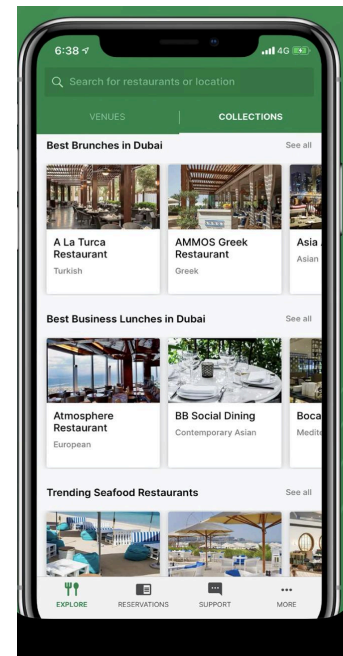 6:38
4G
Search for restaurants or location
VENUES
COLLECTIONS
Best Brunches in Dubai
See all
A La Turca
Restaurant
Turkish
AMMOS Greek
Restaurant
Greek
Asia
Asian
Best Business Lunches in Dubai
See all
Atmosphere
Restaurant
European
BB Social Dining
Contemporary Asian
Boca
Medite
Trending Seafood Restaurants
See all
EXPLORE
RESERVATIONS
SUPPORT
MORE